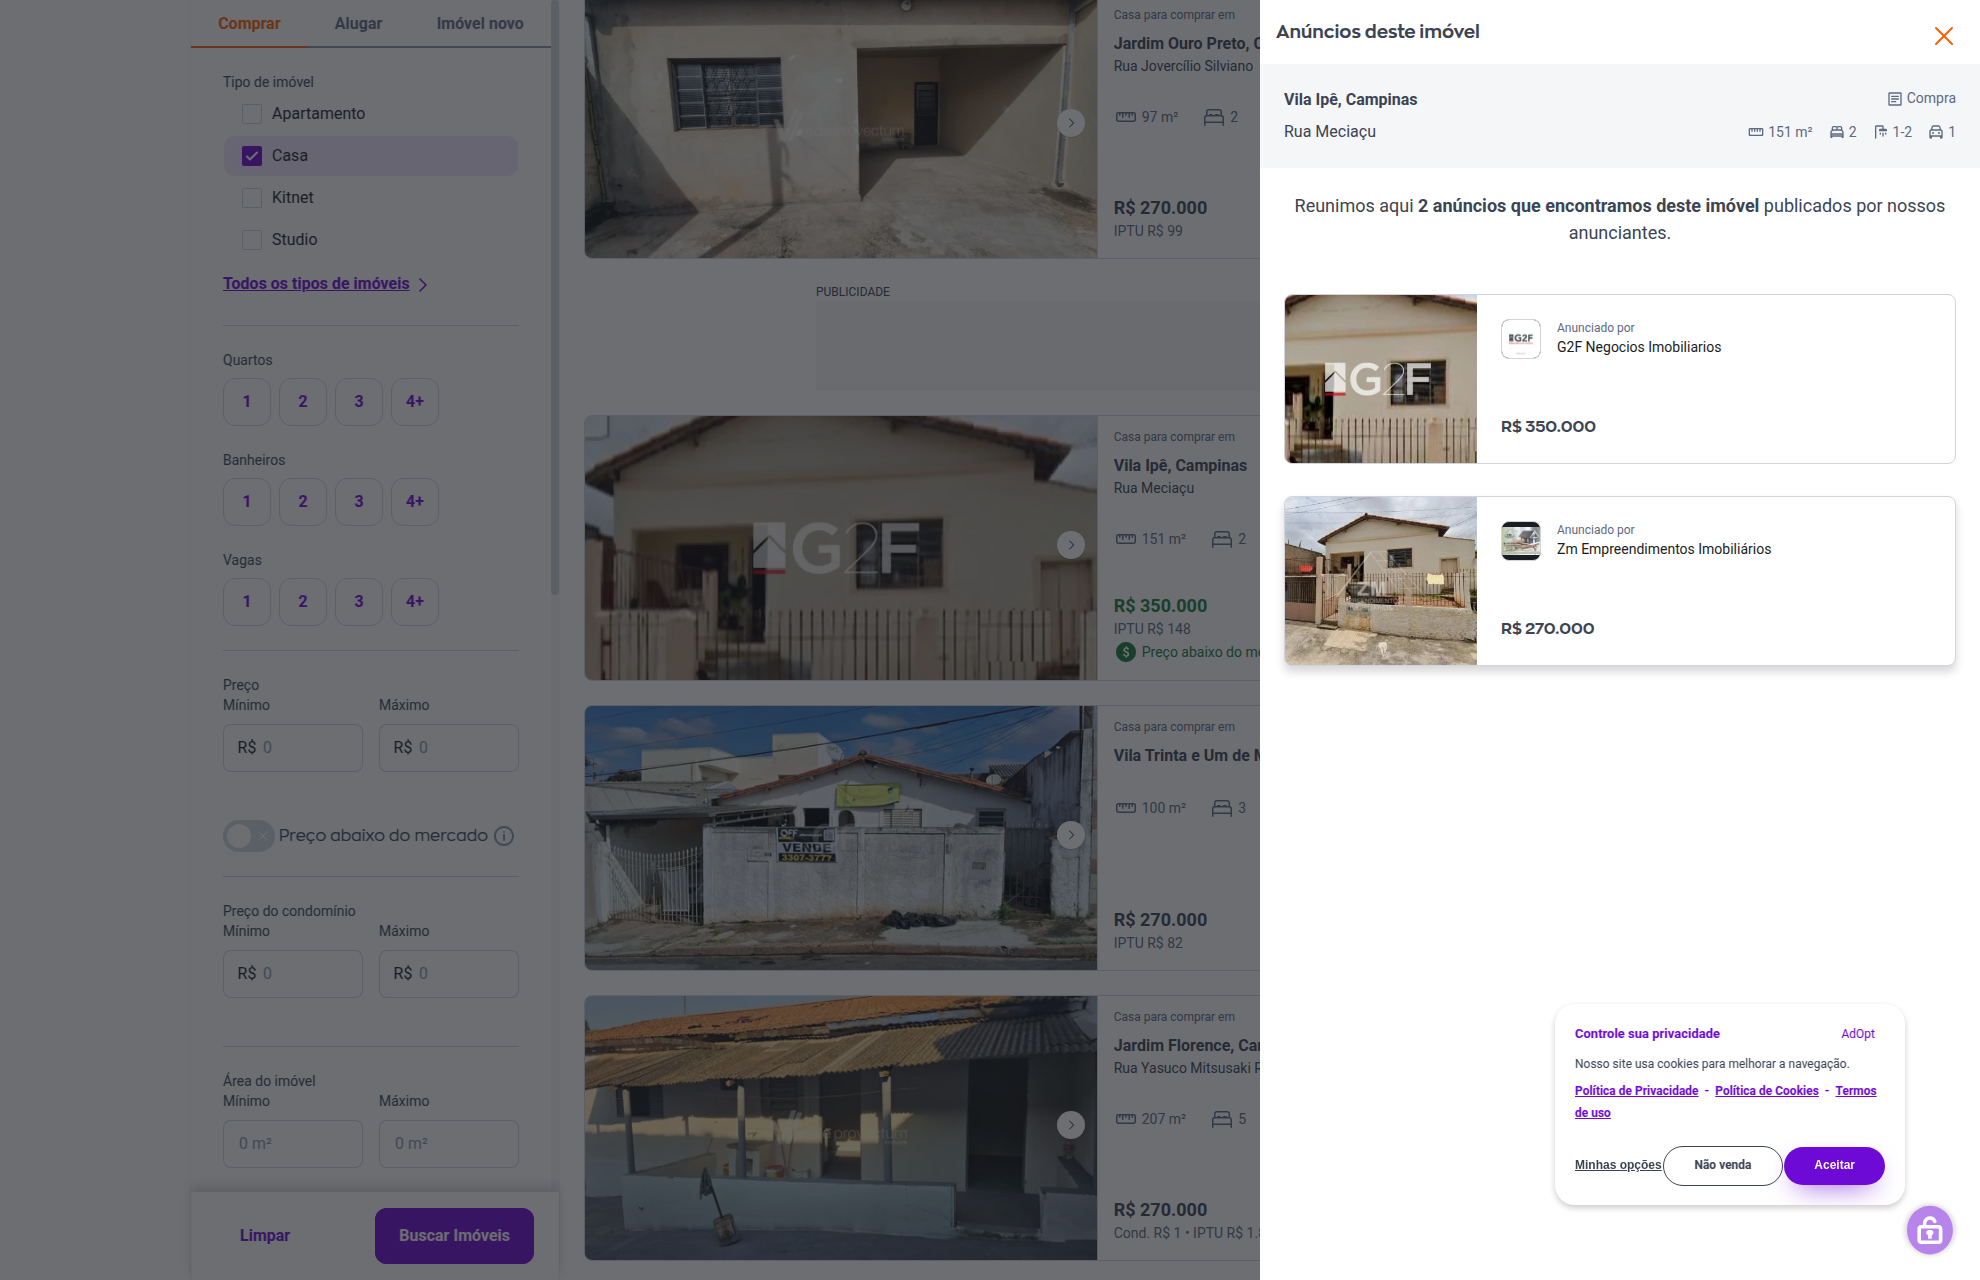 Comprar
Alugar
Imóvel novo
Tipo de imóvel
Apartamento
Casa
Kitnet
Studio
Todos os tipos de imóveis
Quartos
1 2 3 4+
Banheiros
1 2 3 4+
Vagas
1 2 3 4+
Preço
Mínimo
Máximo
R$ 0
R$ 0
Preço abaixo do mercado
Preço do condomínio
Mínimo
Máximo
R$ 0
R$ 0
Área do imóvel
Mínimo
Máximo
0 m²
0 m²
Limpar
Buscar Imóveis
Casa para comprar em
Jardim Ouro Preto, C
Rua Jovercílio Silviano
97 m²
2
R$ 270.000
IPTU R$ 99
PUBLICIDADE
G2F
Casa para comprar em
Vila Ipê, Campinas
Rua Meciaçu
151 m²
2
R$ 350.000
IPTU R$ 148
Preço abaixo do me
OFF
VENDE
3307-3777
Casa para comprar em
Vila Trinta e Um de M
100 m²
3
R$ 270.000
IPTU R$ 82
Casa para comprar em
Jardim Florence, Ca
Rua Yasuco Mitsusaki F
207 m²
5
R$ 270.000
Cond. R$ 1 • IPTU R$ 1.
Anúncios deste imóvel
Vila Ipê, Campinas
Compra
Rua Meciaçu
151 m²
2
1-2
1
Reunimos aqui 2 anúncios que encontramos deste imóvel publicados por nossos
anunciantes.
G2F
G2F
Anunciado por
G2F Negocios Imobiliarios
R$ 350.000
ZM
Anunciado por
Zm Empreendimentos Imobiliários
R$ 270.000
Controle sua privacidade
AdOpt
Nosso site usa cookies para melhorar a navegação.
Política de Privacidade - Política de Cookies - Termos
de uso
Minhas opções
Não venda
Aceitar